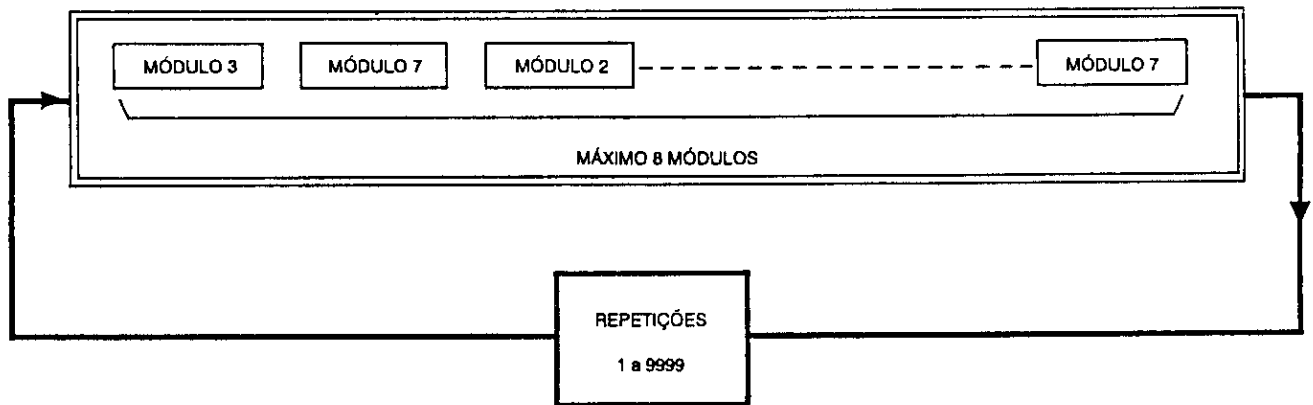 MÓDULO 3 MÓDULO 7 MÓDULO 2 MÓDULO 7
MÁXIMO 8 MÓDULOS
REPETIÇÕES
1 a 9999